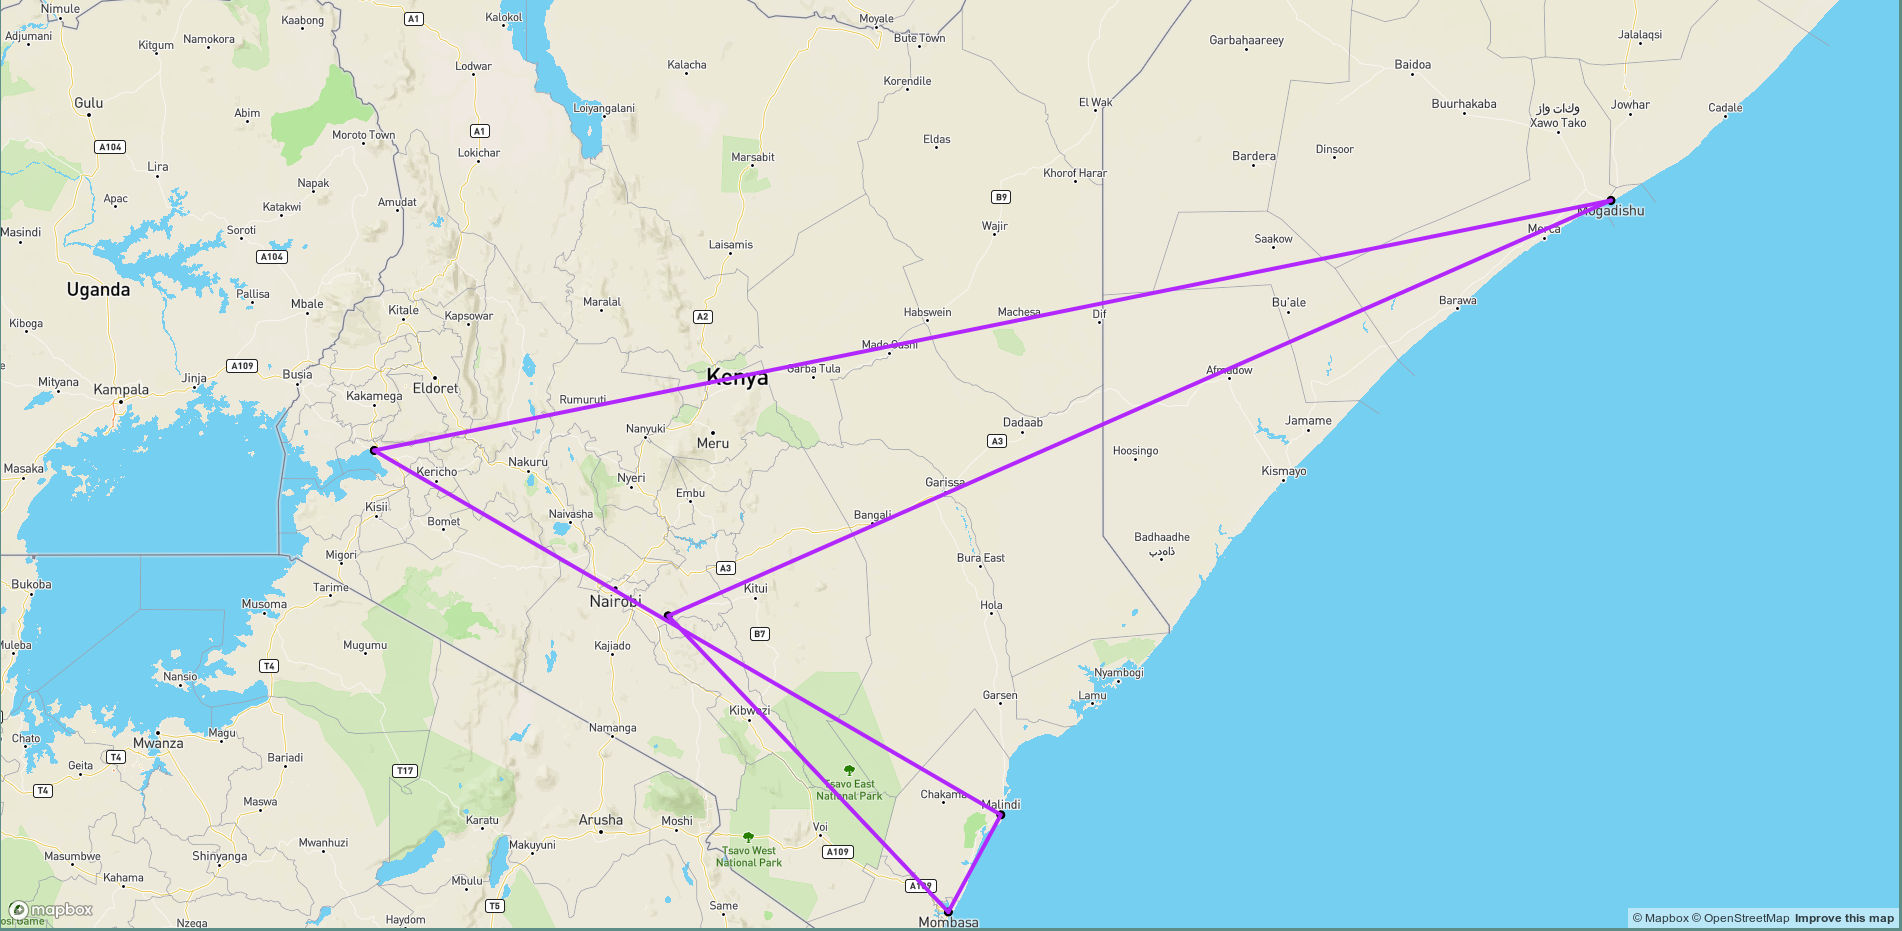 Nimule
Kaabong
A1
Kalokol
Moyale
Adjumani
Kitgum
Namokora
Bute Town
Garbahaareey
Jalalaqsi
Lodwar
Kalacha
Korendile
Baidoa
Gulu
Abim
Loiyangalani
El Wak
Buurhakaba
Jowhar
Cadale
Xawo Tako
A104
Moroto Town
A1
Lokichar
Eldas
Marsabit
Bardera
Dinsoor
Lira
Napak
Khorof Harar
Apac
Katakwi
Amudat
B9
Mogadishu
Masindi
Soroti
Wajir
Merca
A104
Laisamis
Saakow
Uganda
Pallisa
Mbale
Maralal
Bu'ale
Barawa
Kiboga
Kitale
Kapsowar
A2
Habswein
Machesa
Dif
Mado Gashi
A109
Mityana
Kampala
Jinja
Busia
Eldoret
Kenya
Garba Tula
Afmadow
Kakamega
Rumuruti
Nanyuki
Meru
Dadaab
Jamame
A3
Hoosingo
Masaka
Kericho
Nakuru
Nyeri
Garissa
Kismayo
Kisii
Bomet
Naivasha
Embu
Bangali
Badhaadhe
Migori
Bura East
A3
Bukoba
Tarime
Kitui
Musoma
Nairobi
Hola
B7
Muleba
Mugumu
Kajiado
T4
Nansio
Nyambogi
Garsen
Lamu
Kibwezi
Chato
Mwanza
Magu
Namanga
T4
Bariadi
Geita
T17
T4
Tsavo East
National Park
Chakama
Malindi
Maswa
Karatu
Arusha
Moshi
Voi
Mwanhuzi
Makuyuni
Tsavo West
National Park
A109
Masumbwe
Shinyanga
Kahama
Mbulu
A109
T5
Same
mapbox
Nzega
Haydom
Mombasa
© Mapbox © OpenStreetMap Improve this map